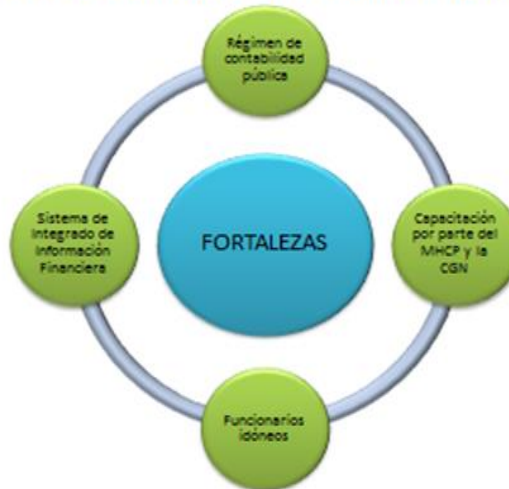 Régimen de
contabilidad
pública
Sistema de
Integrado de
Información
Financiera
FORTALEZAS
Capacitación
por parte del
MHCP y la
CGN
Funcionarios
idóneos